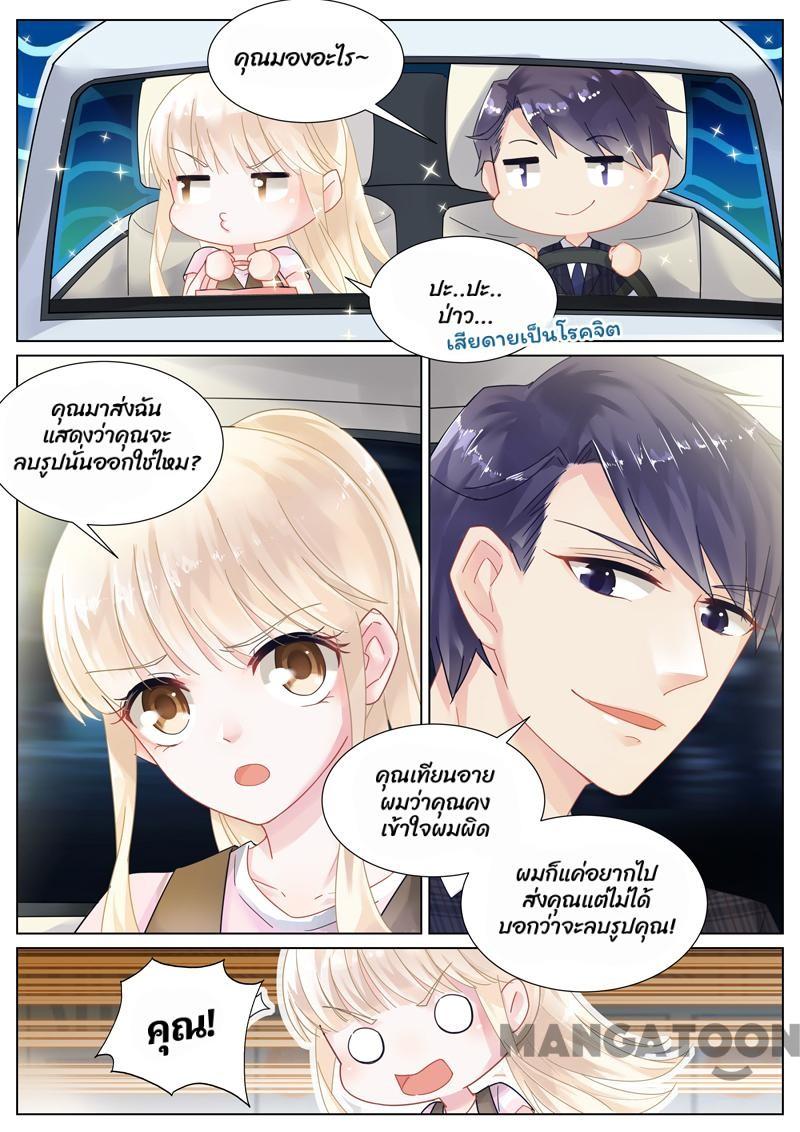 คุณมองอะไร~
ปะ..ปะ..
ป่าว...
เสียดายเป็นโรคจิต
คุณมาส่งฉัน
แสดงว่าคุณจะ
ลบรูปนั่นออกใช่ไหม?
คุณเทียนอาย
ผมว่าคุณคง
เข้าใจผมผิด
ผมก็แค่อยากไป
ส่งคุณแต่ไม่ได้
บอกว่าจะลบรูปคุณ!
คุณ!
MANGATOON